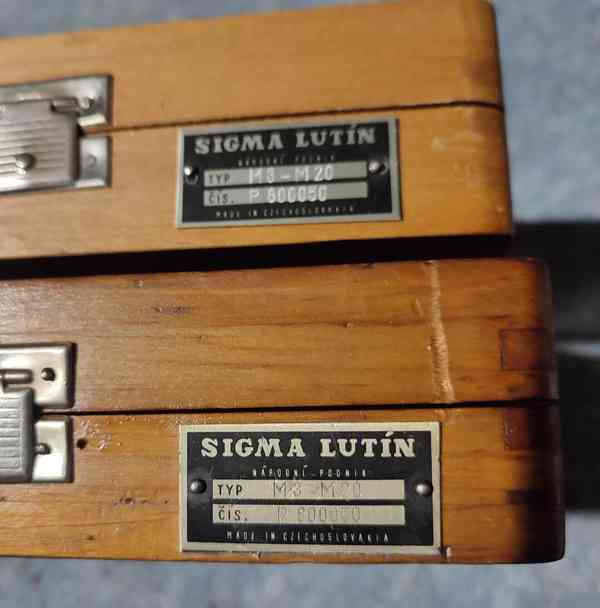 SIGMA LUTÍN
NÁRODNÍ PODNIK
TYP M3-M20
ČÍS. P 800050
MADE IN CZECHOSLOVAKIA
SIGMA LUTÍN
NÁRODNÍ-PODNIK
TYP M3-M20
ČÍS.
MADE IN CZECHOSLOVAKIA